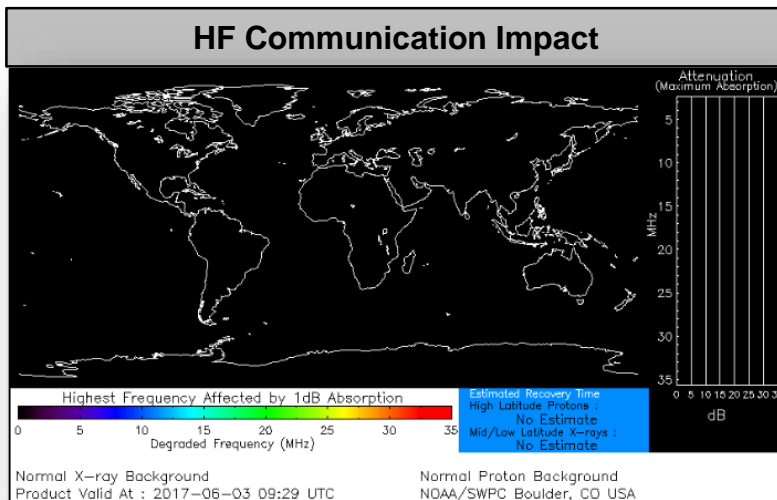 HF Communication Impact
Attenuation
(Maximum Absorption)
5
10
15
20
25
30
35
MHz
0 5 10 15 20 25 30 35
dB
Highest Frequency Affected by 1dB Absorption
0 5 10 15 20 25 30 35
Degraded Frequency (MHz)
Estimated Recovery Time
High Latitude Protons :
No Estimate
Mid/Low Latitude X-rays :
No Estimate
Normal X-ray Background
Product Valid At : 2017-06-03 09:29 UTC
Normal Proton Background
NOAA/SWPC Boulder, CO USA